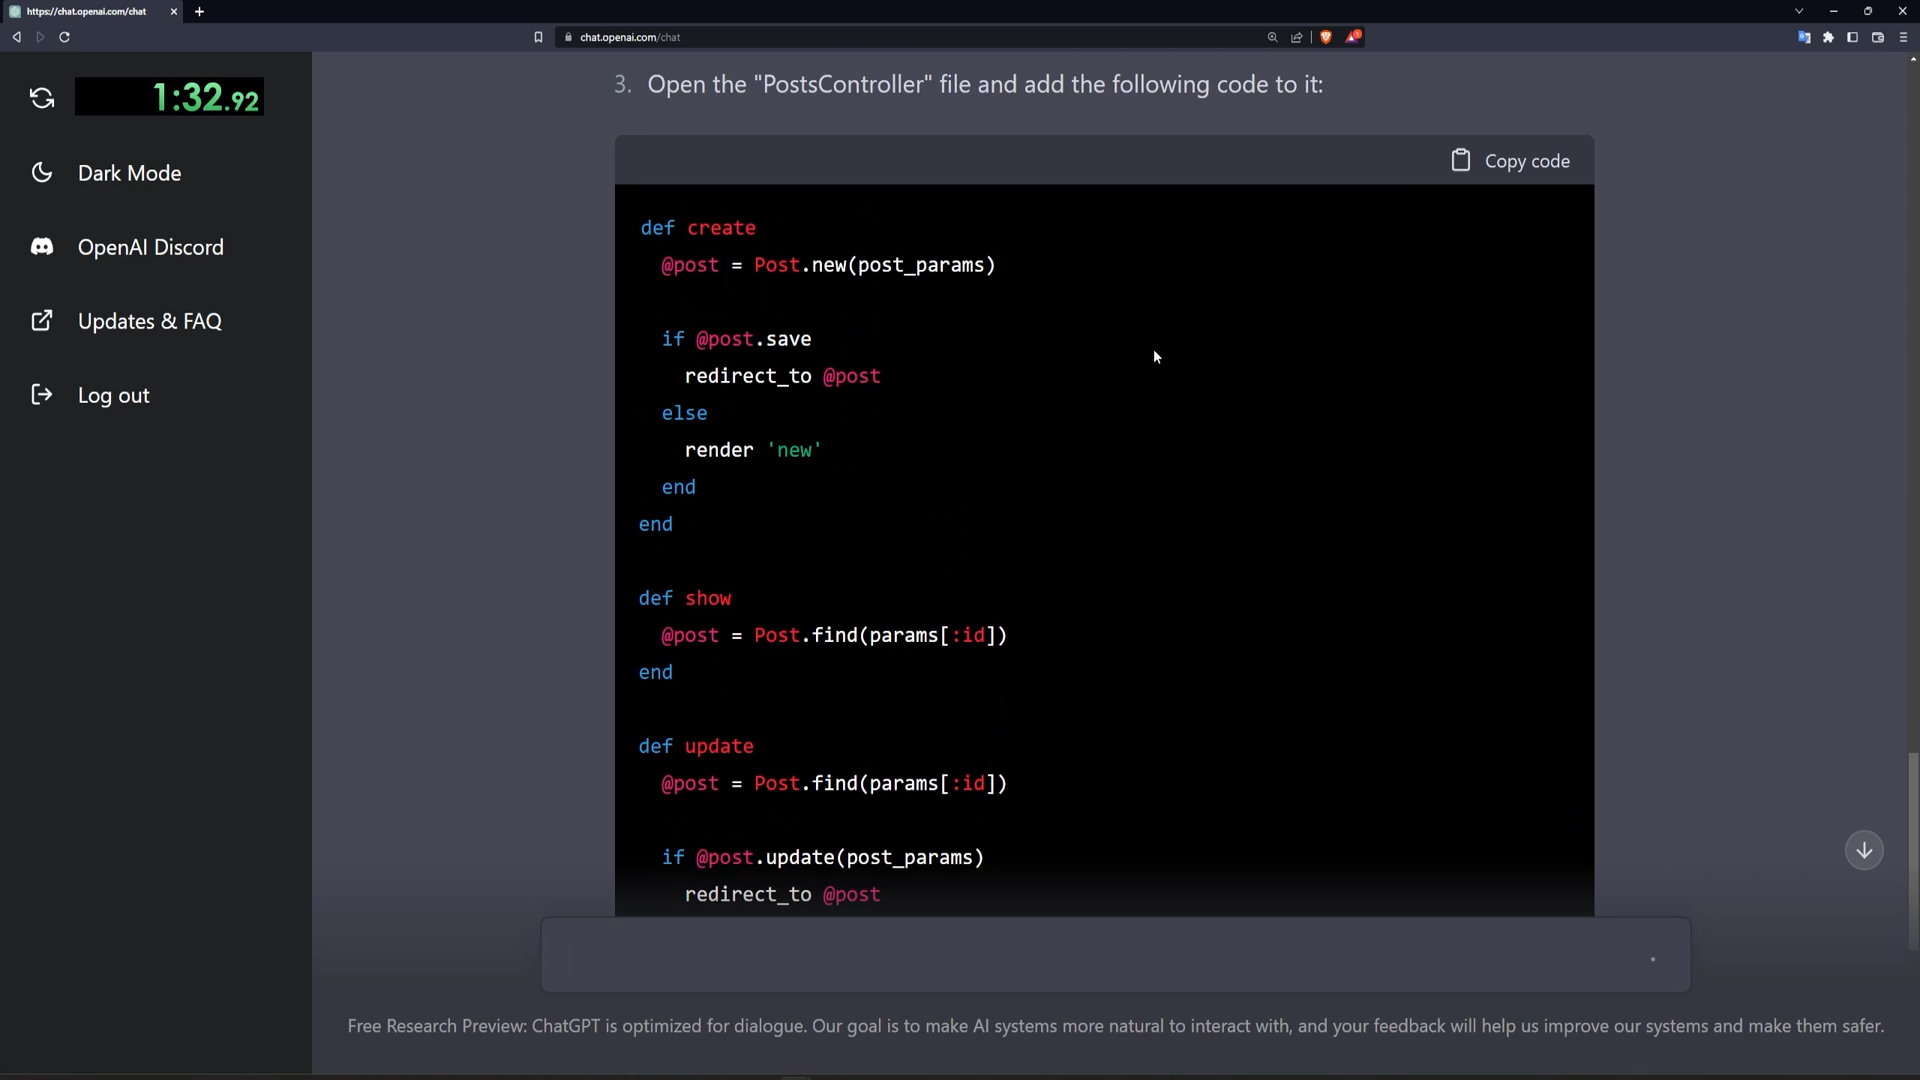 https://chat.openai.com/chat
chat.openai.com/chat
1:32.92
Dark Mode
OpenAI Discord
Updates & FAQ
Log out
3. Open the "PostsController" file and add the following code to it:
Copy code
def create
  @post = Post.new(post_params)

  if @post.save
    redirect_to @post
  else
    render 'new'
  end
end

def show
  @post = Post.find(params[:id])
end

def update
  @post = Post.find(params[:id])

  if @post.update(post_params)
    redirect_to @post
Free Research Preview: ChatGPT is optimized for dialogue. Our goal is to make AI systems more natural to interact with, and your feedback will help us improve our systems and make them safer.